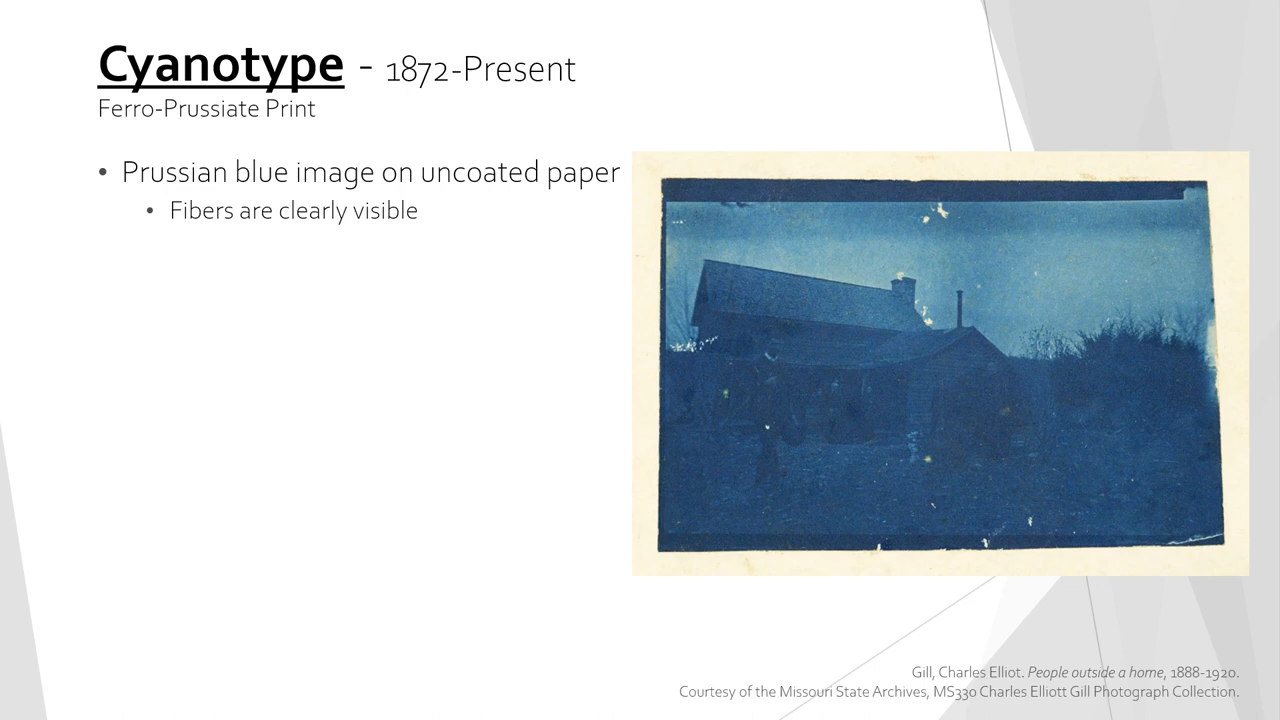 Cyanotype - 1872-Present
Ferro-Prussiate Print
• Prussian blue image on uncoated paper
• Fibers are clearly visible
Gill, Charles Elliot. People outside a home, 1888-1920.
Courtesy of the Missouri State Archives, MS330 Charles Elliott Gill Photograph Collection.